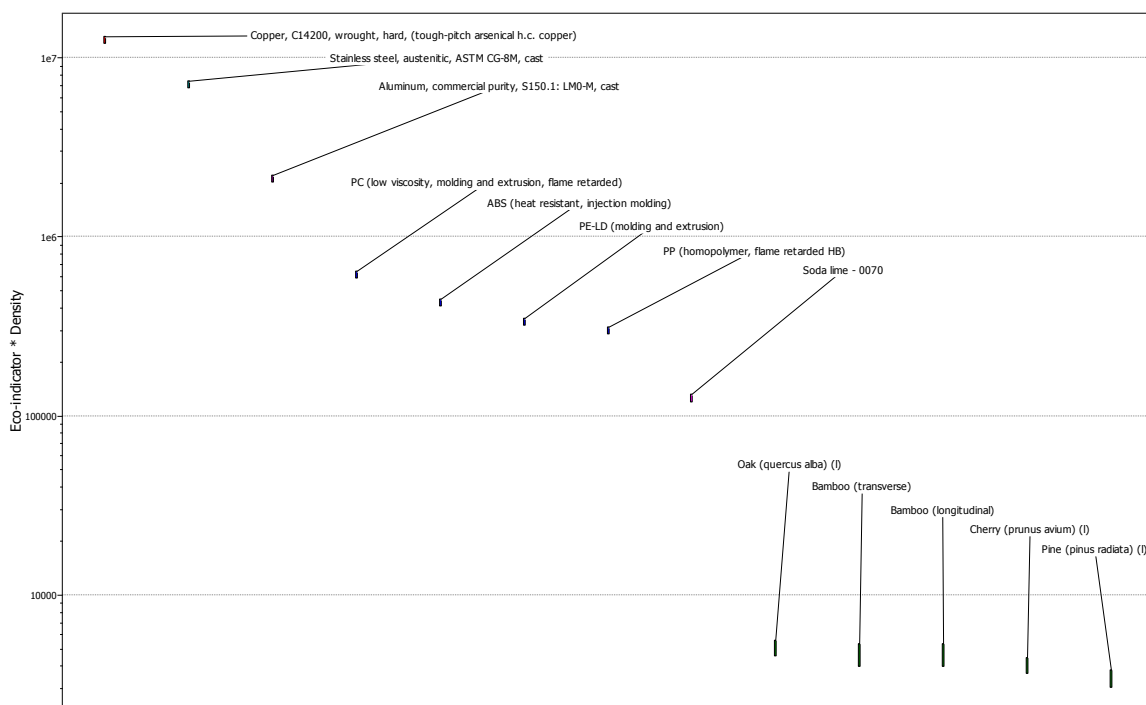 Copper, C14200, wrought, hard, (tough-pitch arsenical h.c. copper)
1e7
Stainless steel, austenitic, ASTM CG-8M, cast
Aluminum, commercial purity, S150.1: LM0-M, cast
PC (low viscosity, molding and extrusion, flame retarded)
ABS (heat resistant, injection molding)
PE-LD (molding and extrusion)
1e6
PP (homopolymer, flame retarded HB)
Soda lime - 0070
Eco-indicator * Density
100000
Oak (quercus alba) (l)
Bamboo (transverse)
Bamboo (longitudinal)
Cherry (prunus avium) (l)
Pine (pinus radiata) (l)
10000